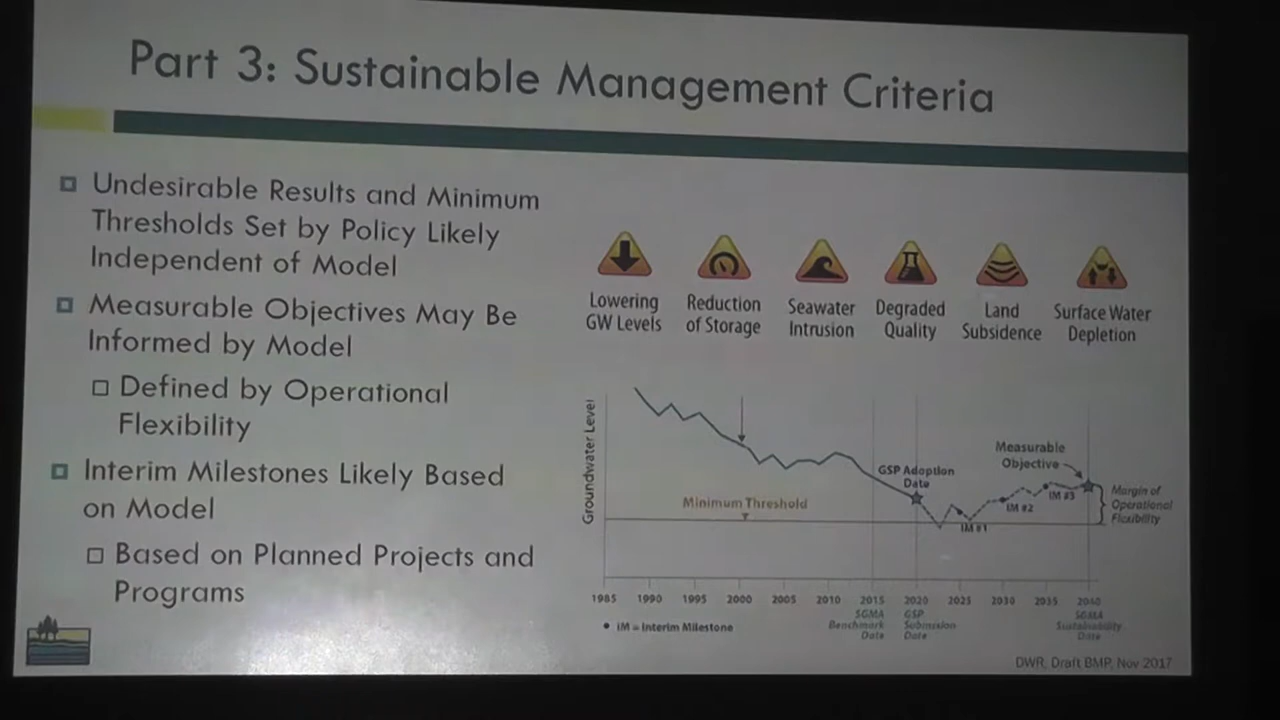 Part 3: Sustainable Management Criteria
Undesirable Results and Minimum
Thresholds Set by Policy Likely
Independent of Model
Measurable Objectives May Be
Informed by Model
Defined by Operational
Flexibility
Interim Milestones Likely Based
on Model
Based on Planned Projects and
Programs
Lowering
GW Levels
Reduction
of Storage
Seawater
Intrusion
Degraded
Quality
Land
Subsidence
Surface Water
Depletion
Groundwater Level
Minimum Threshold
GSP Adoption
Date
Measurable
Objective
IM #1
IM #2
IM #3
Margin of
Operational
Flexibility
1985 1990 1995 2000 2005 2010 2015 2020 2025 2030 2035 2040
SGMA
Benchmark
Date
GSP
Submission
Date
SGMA
Sustainability
Date
IM = Interim Milestone
DWR, Draft BMP, Nov 2017